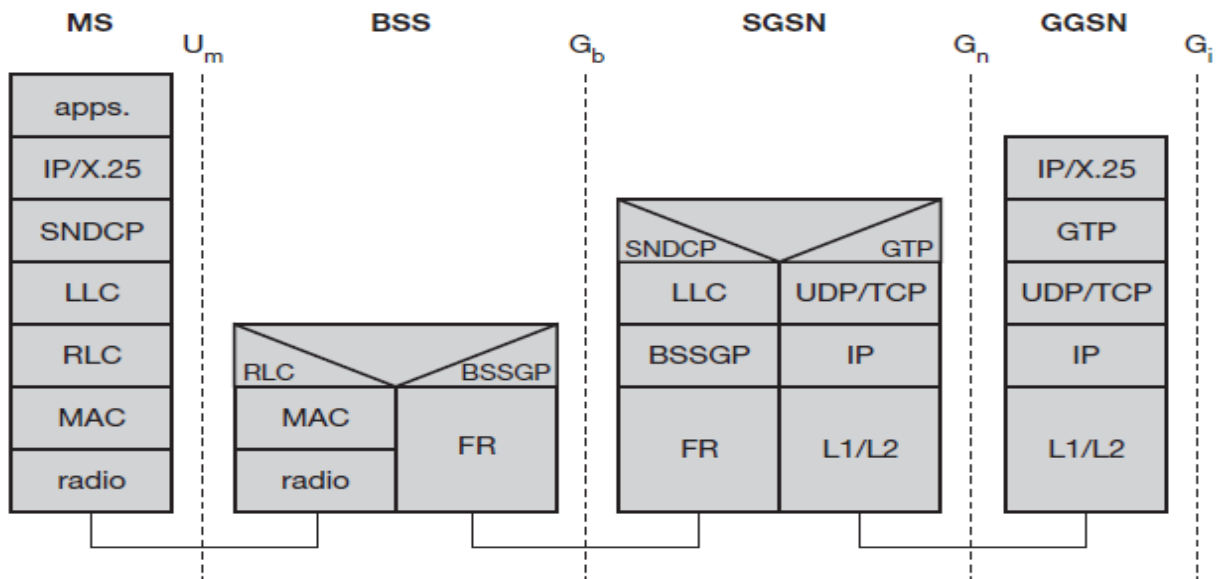 MS BSS SGSN GGSN
Um Gb Gn Gi
apps.
IP/X.25 IP/X.25
SNDCP SNDCP GTP GTP
LLC LLC UDP/TCP UDP/TCP
RLC RLC BSSGP BSSGP IP IP
MAC MAC FR FR L1/L2 L1/L2
radio radio